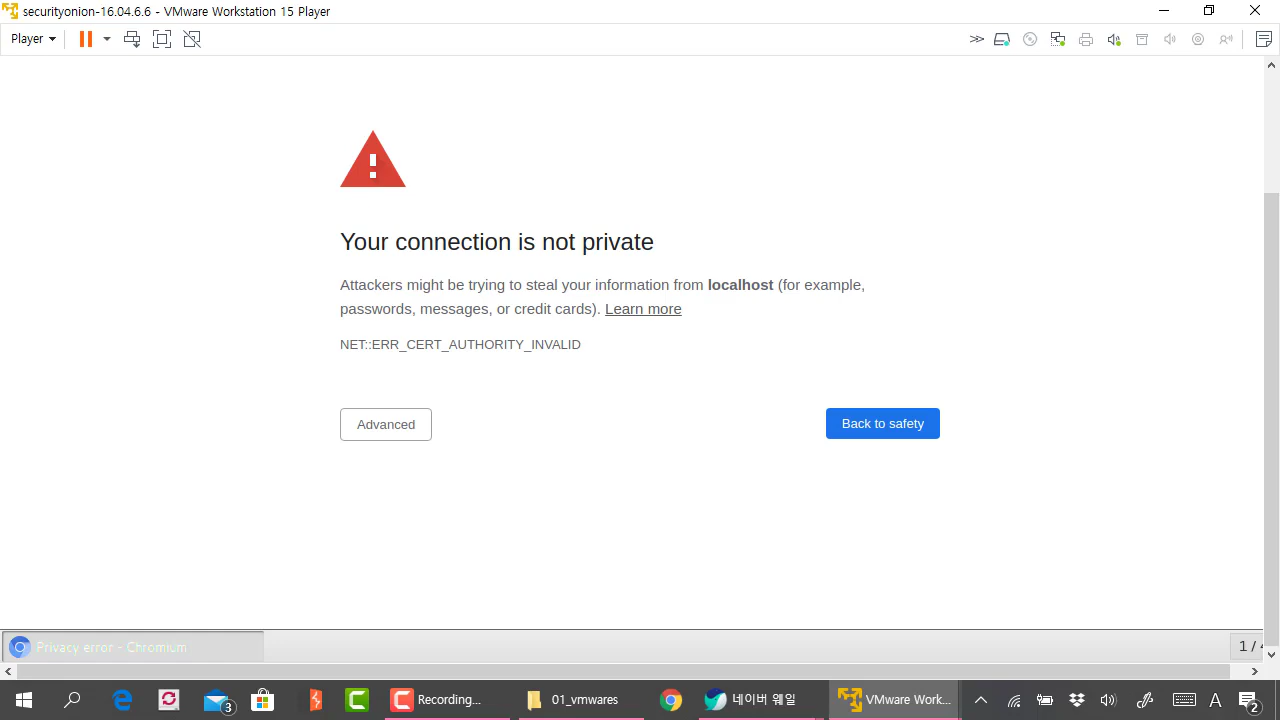 securityonion-16.04.6.6 - VMware Workstation 15 Player
Player
Your connection is not private
Attackers might be trying to steal your information from localhost (for example,
passwords, messages, or credit cards). Learn more
NET::ERR_CERT_AUTHORITY_INVALID
Advanced
Back to safety
Privacy error - Chromium
1 /
3
Recording...
01_vmwares
네이버 웨일
VMware Work...
A
2